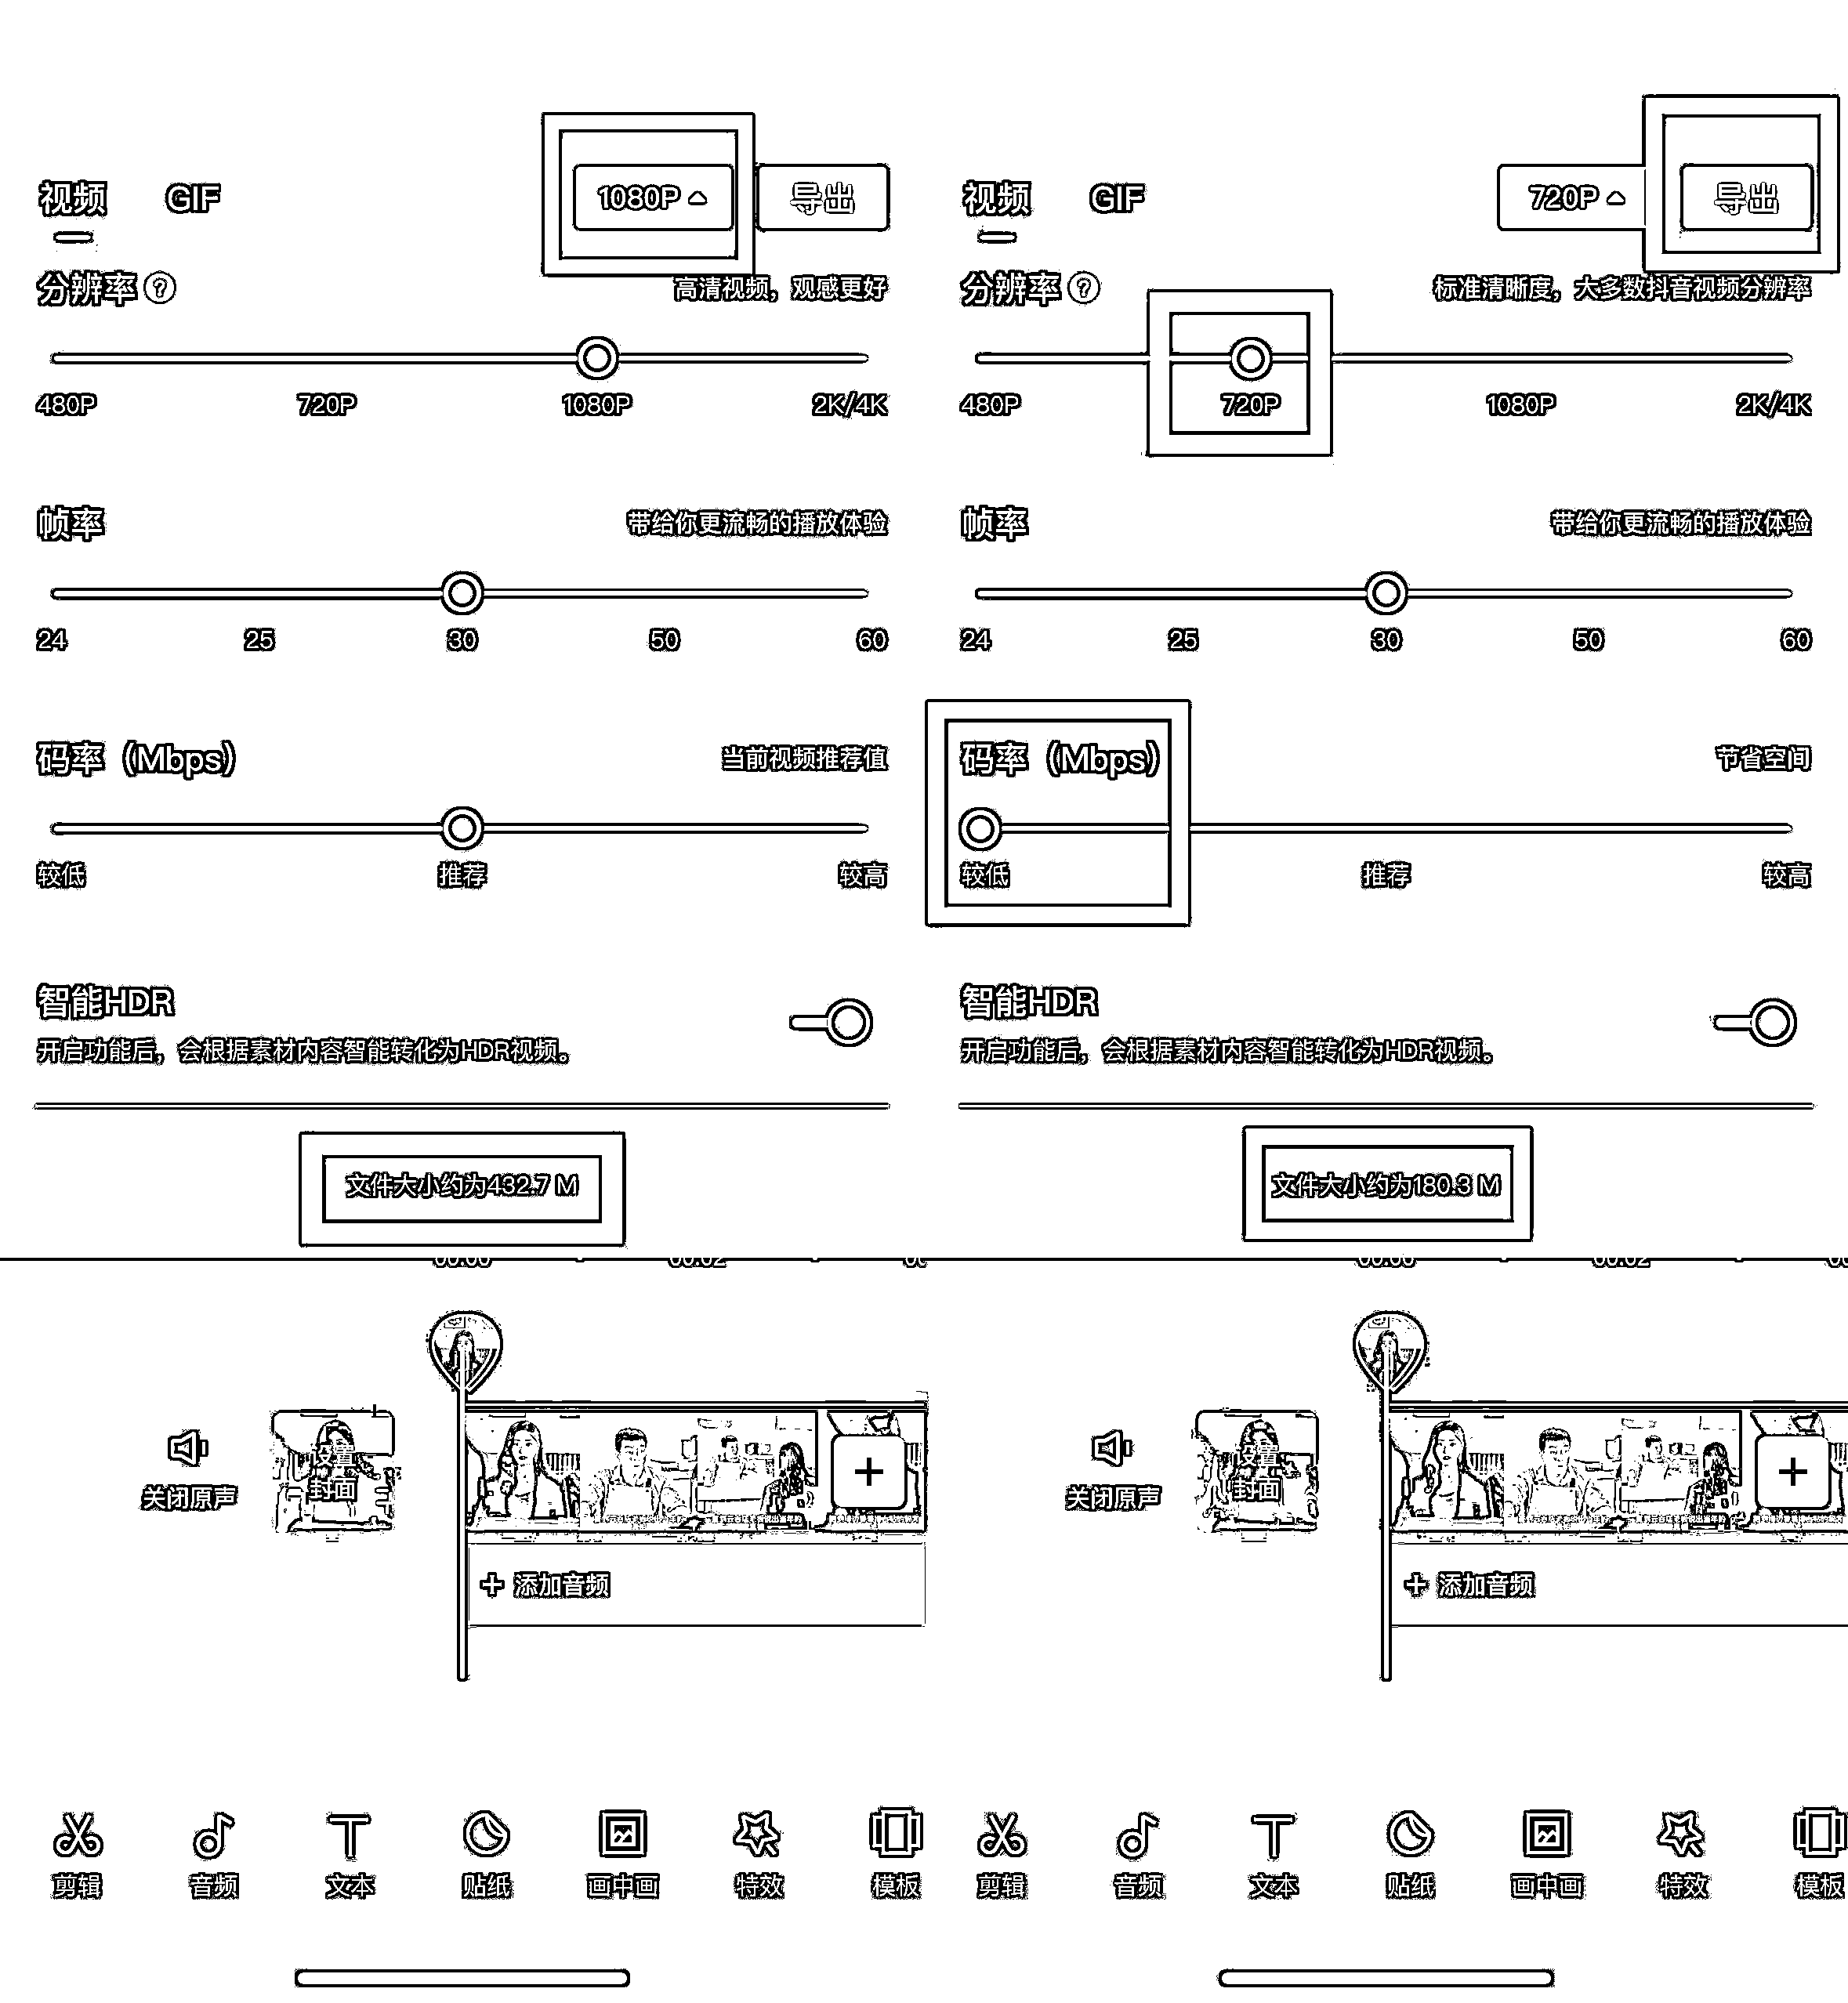 视频 GIF 1080P 导出
分辨率 ? 高清视频，观感更好
480P 720P 1080P 2K/4K
帧率 带给你更流畅的播放体验
24 25 30 50 60
码率（Mbps） 当前视频推荐值
较低 推荐 较高
智能HDR
开启功能后，会根据素材内容智能转化为HDR视频。
文件大小约为432.7 M
关闭原声
设置
封面
+ 添加音频
剪辑 音频 文本 贴纸 画中画 特效 模板
视频 GIF 720P 导出
分辨率 ? 标准清晰度，大多数抖音视频分辨率
480P 720P 1080P 2K/4K
帧率 带给你更流畅的播放体验
24 25 30 50 60
码率（Mbps） 节省空间
较低 推荐 较高
智能HDR
开启功能后，会根据素材内容智能转化为HDR视频。
文件大小约为180.3 M
关闭原声
设置
封面
+ 添加音频
剪辑 音频 文本 贴纸 画中画 特效 模板